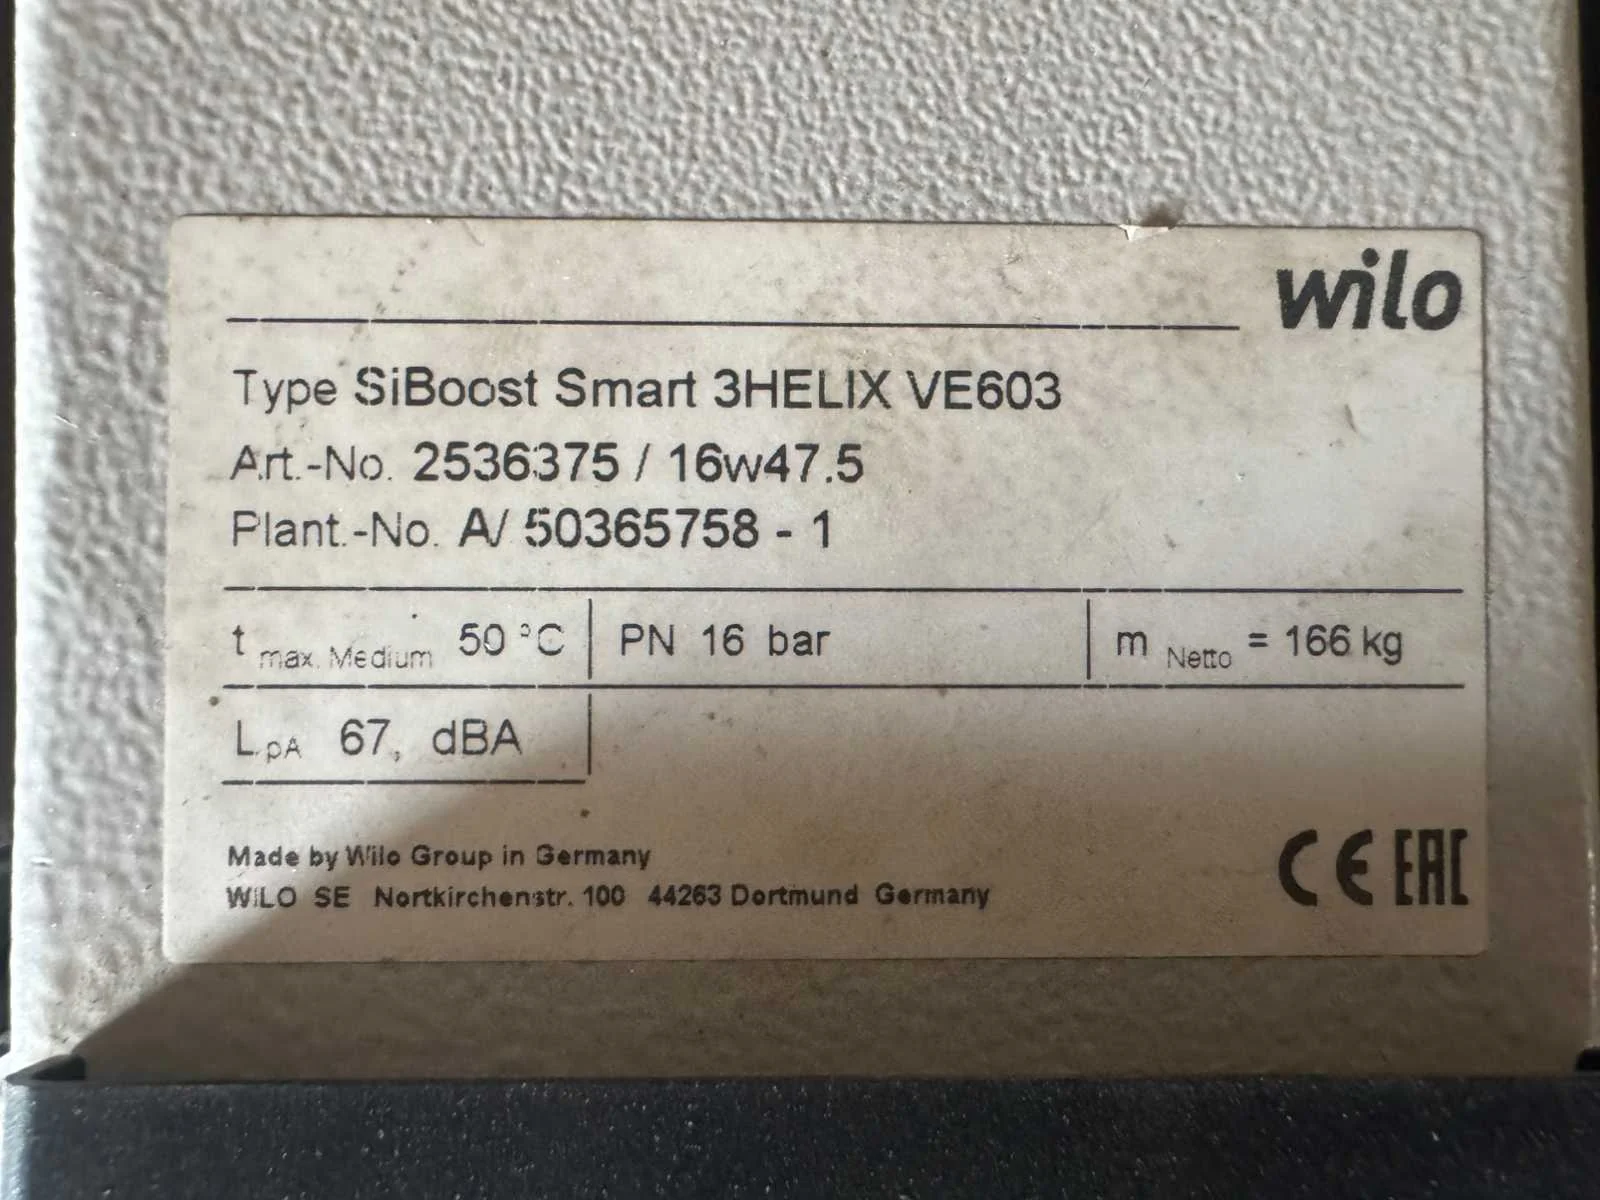 wilo
Type SiBoost Smart 3HELIX VE603
Art.-No. 2536375 / 16w47.5
Plant.-No. A/ 50365758 - 1
t max. Medium 50 °C PN 16 bar m Netto = 166 kg
LpA 67, dBA
Made by Wilo Group in Germany
WILO SE Nortkirchenstr. 100 44263 Dortmund Germany
CE EAC